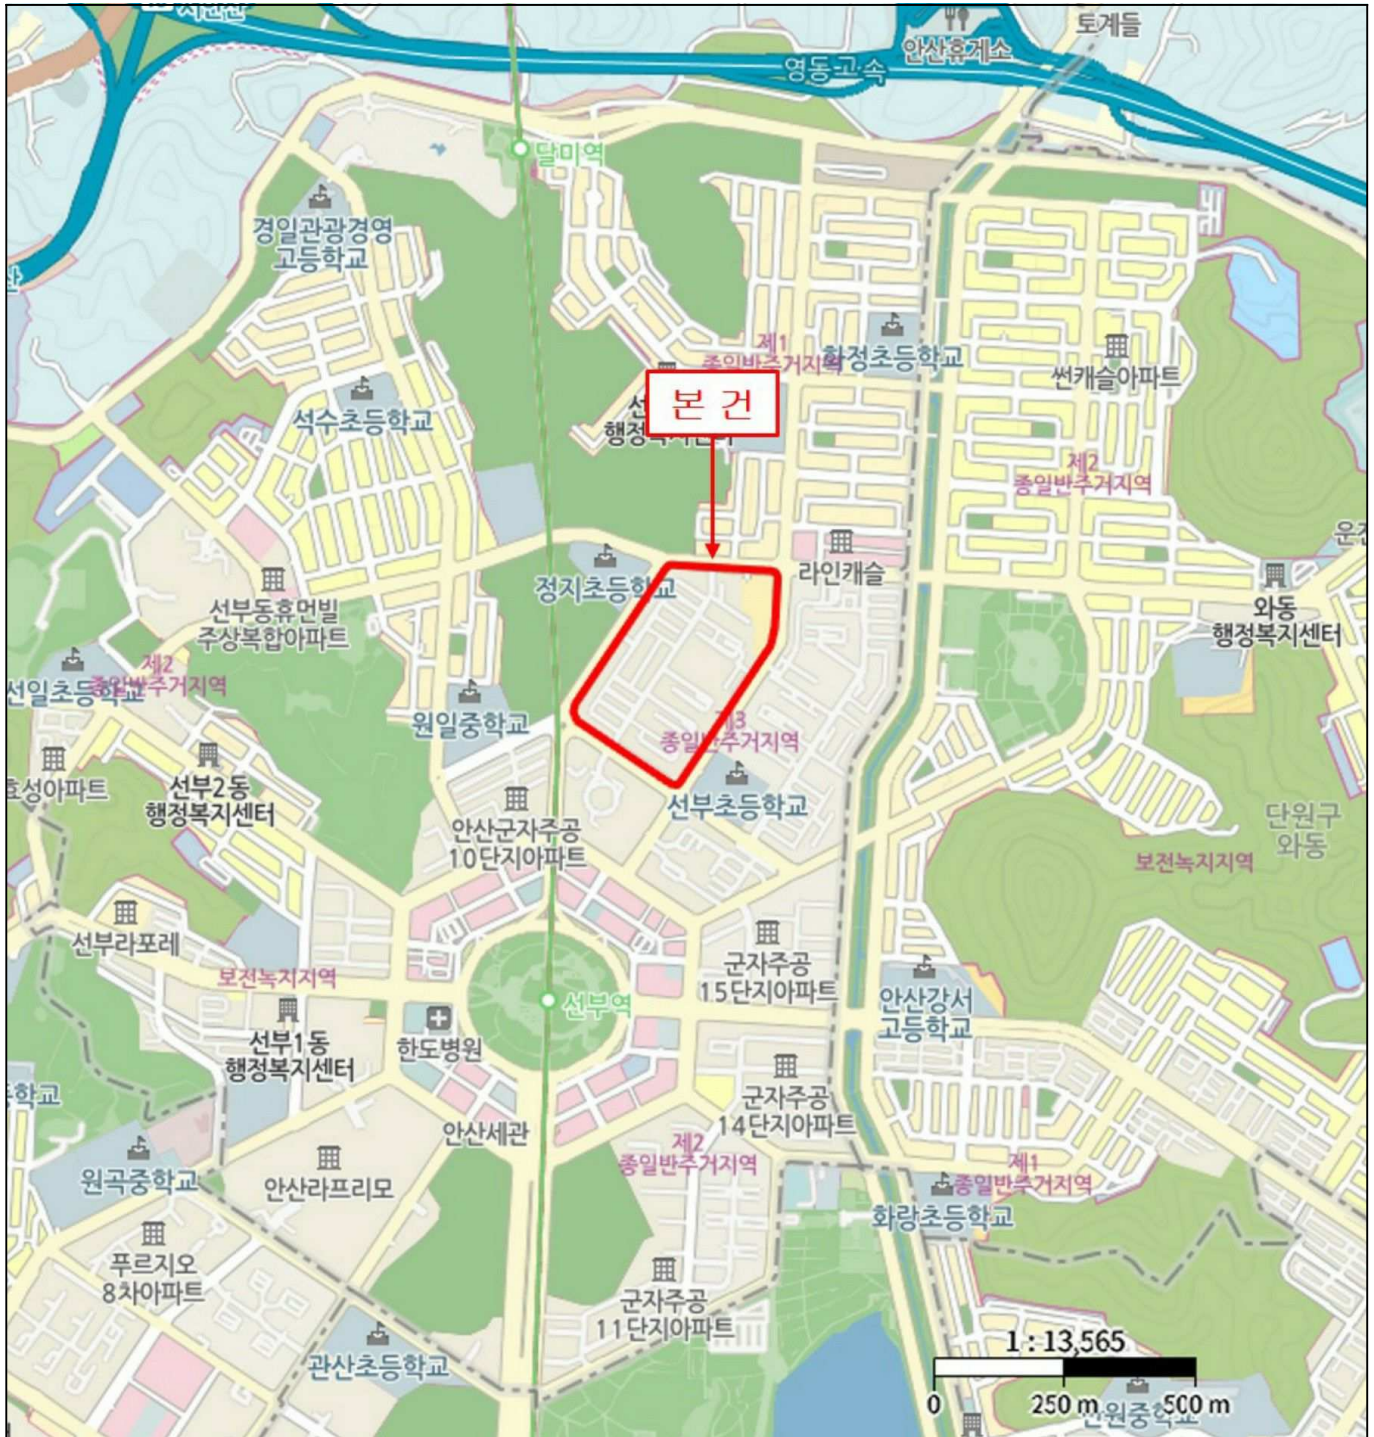 토계들
안산휴게소
영동고속
달미역
경일관광경영
고등학교
제1
종일반주거지역
화정초등학교
썬캐슬아파트
본 건
석수초등학교
제2
종일반주거지역
라인캐슬
정지초등학교
선부동휴먼빌
주상복합아파트
와동
행정복지센터
제2
종일반주거지역
선일초등학교
원일중학교
제3
종일반주거지역
효성아파트
선부2동
행정복지센터
선부초등학교
안산군자주공
10단지아파트
단원구
와동
보전녹지지역
선부라포레
군자주공
15단지아파트
보전녹지지역
선부역
안산강서
고등학교
선부1동
행정복지센터
한도병원
군자주공
14단지아파트
안산세관
제2
종일반주거지역
원곡중학교
안산라프리모
제1
종일반주거지역
화랑초등학교
푸르지오
8차아파트
군자주공
11단지아파트
관산초등학교
1 : 13,565
0 250 m 500 m